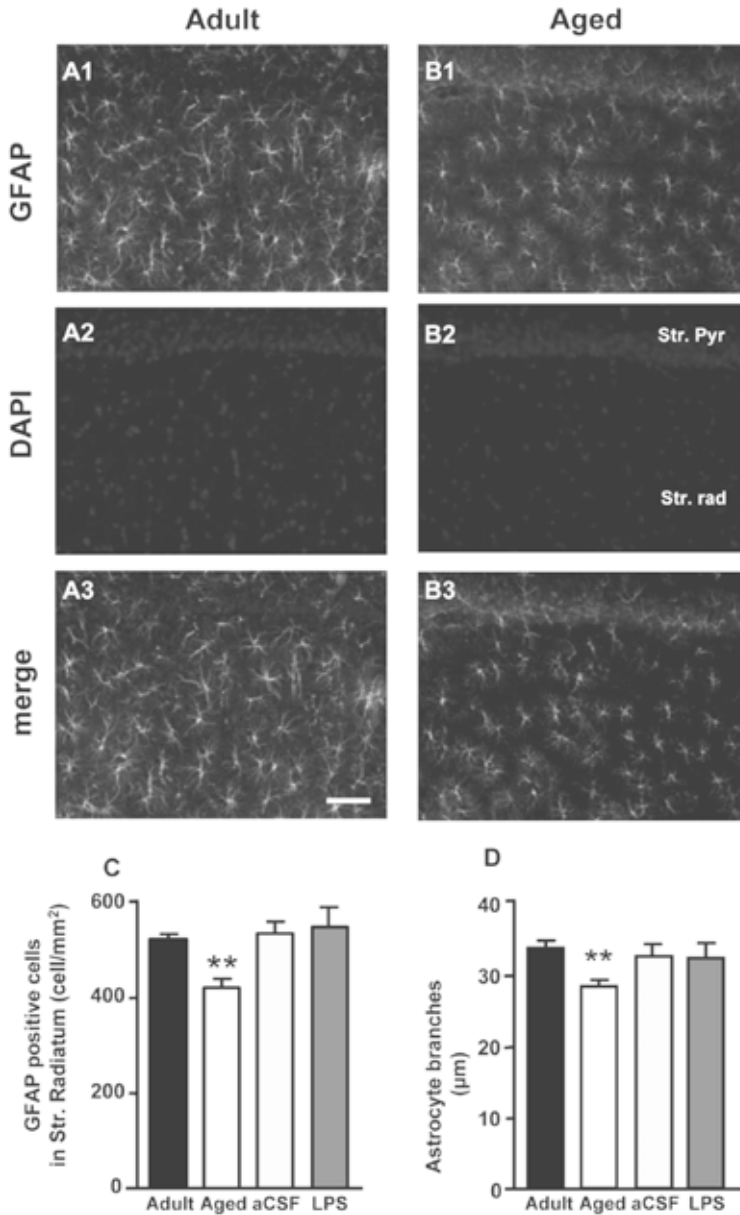 Adult
Aged
GFAP
A1
B1
DAPI
A2
B2
Str. Pyr
Str. rad
merge
A3
B3
C
GFAP positive cells
in Str. Radiatum (cell/mm²)
600
400
200
0
**
Adult Aged aCSF LPS
D
Astrocyte branches
(µm)
40
30
20
30
0
**
Adult Aged aCSF LPS